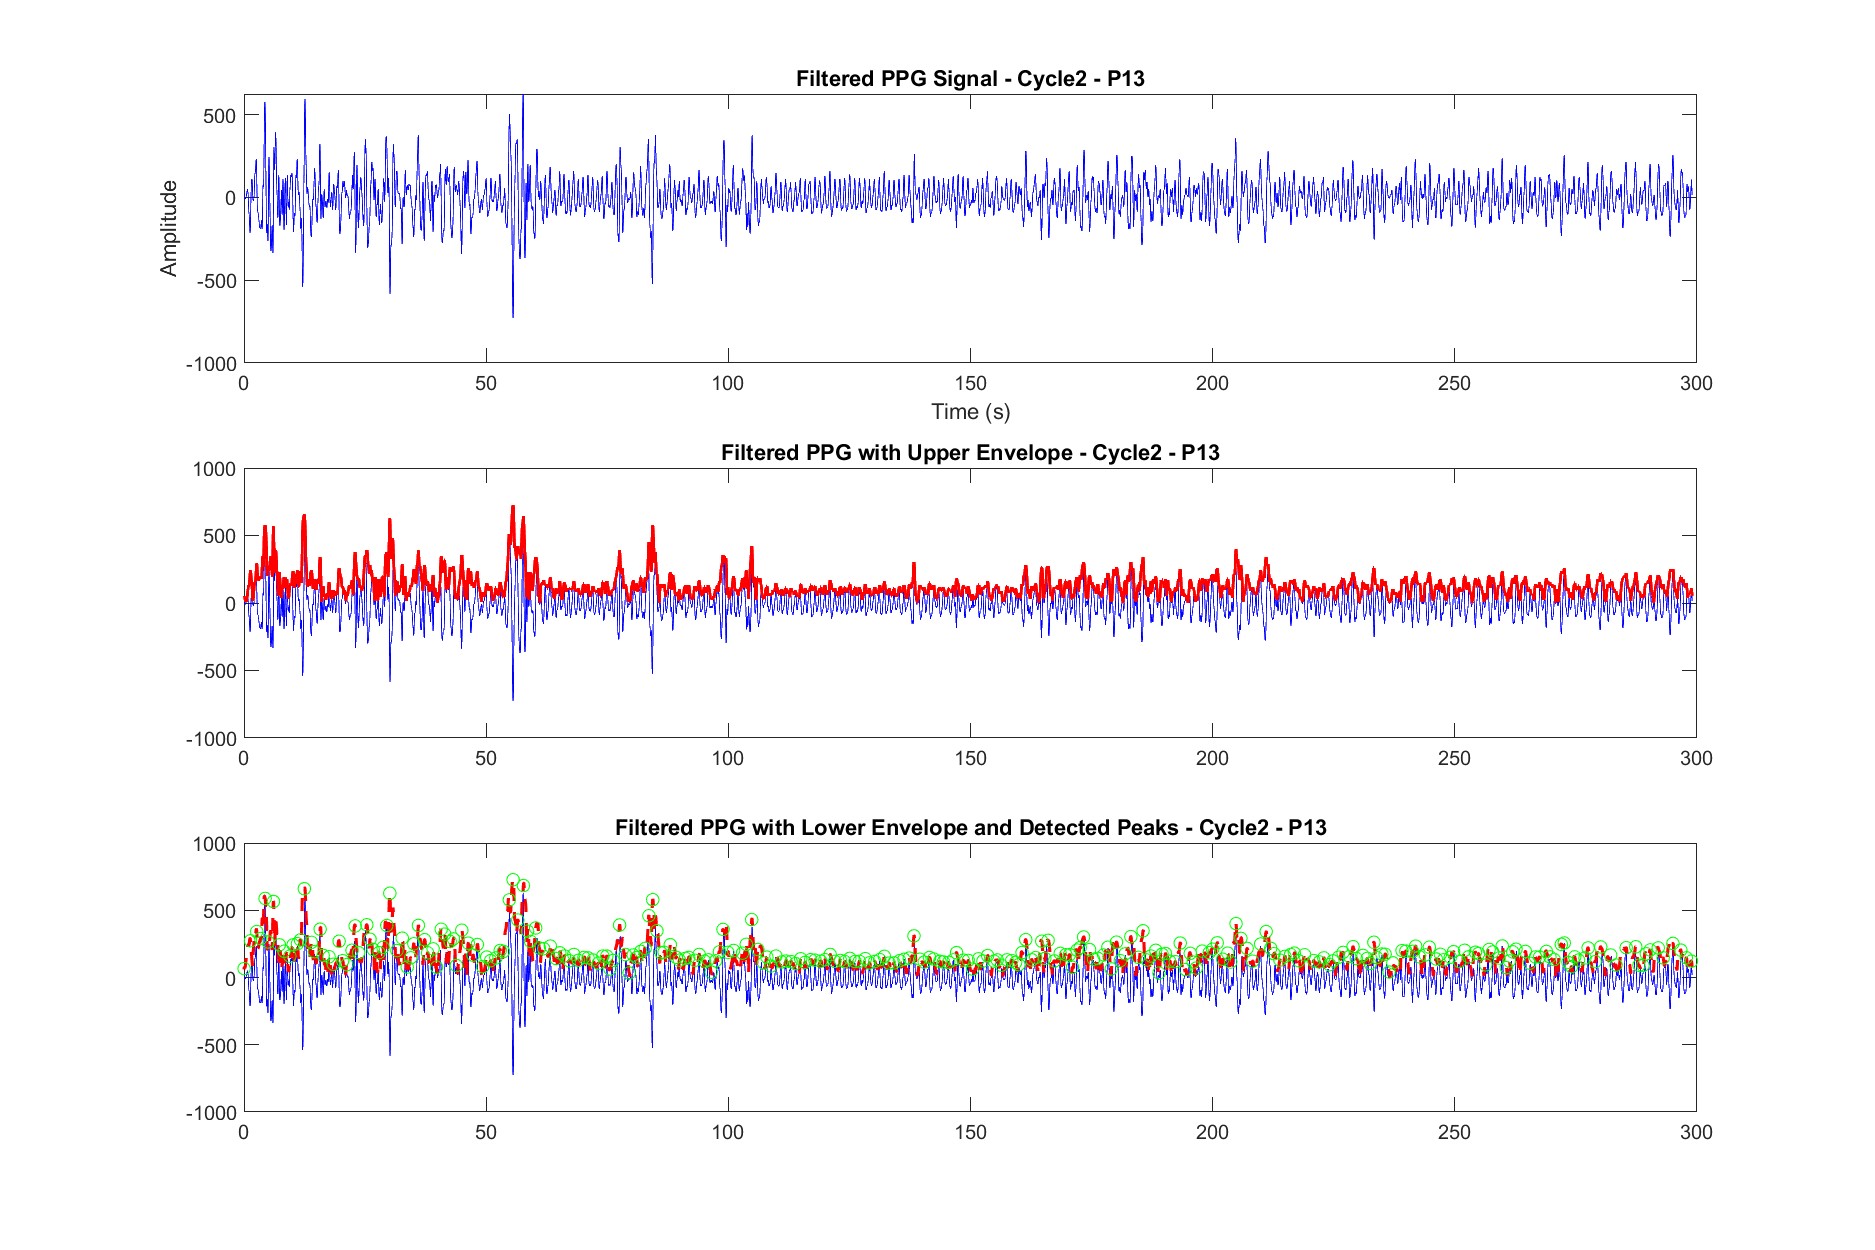 Filtered PPG Signal - Cycle2 - P13
500
0
-500
-1000
Amplitude
0 50 100 150 200 250 300
Time (s)
Filtered PPG with Upper Envelope - Cycle2 - P13
1000
500
0
-500
-1000
0 50 100 150 200 250 300
Filtered PPG with Lower Envelope and Detected Peaks - Cycle2 - P13
1000
500
0
-500
-1000
0 50 100 150 200 250 300